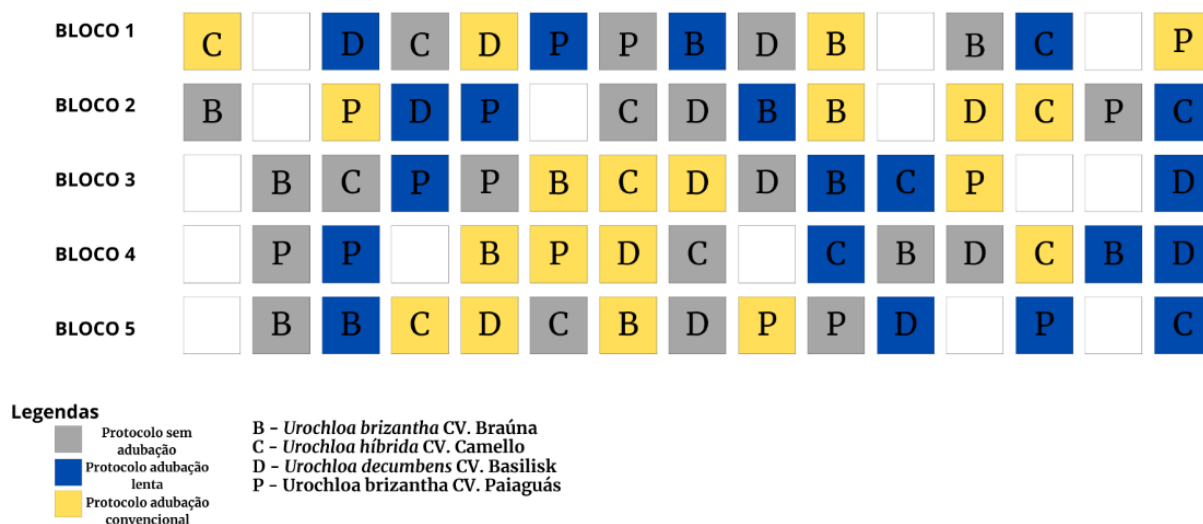 BLOCO 1 C D C D P P B D B B C P
BLOCO 2 B P D P C D B B D C P C
BLOCO 3 B C P P B C D D B C P D
BLOCO 4 P P B P D C C B D C B D
BLOCO 5 B B C D C B D P P D P C
Legendas
Protocolo sem
adubação
Protocolo adubação
lenta
Protocolo adubação
convencional
B - Urochloa brizantha CV. Braúna
C - Urochloa híbrida CV. Camello
D - Urochloa decumbens CV. Basilisk
P - Urochloa brizantha CV. Paiaguás